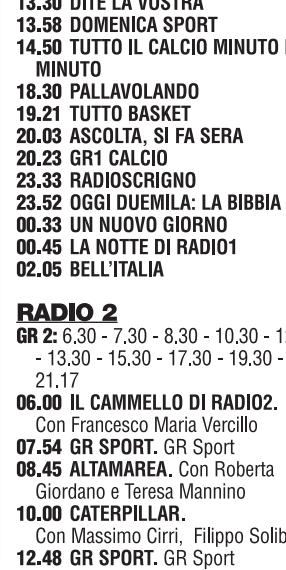 13.30 DITE LA VOSTRA
13.58 DOMENICA SPORT
14.50 TUTTO IL CALCIO MINUTO
MINUTO
18.30 PALLAVOLANDO
19.21 TUTTO BASKET
20.03 ASCOLTA, SI FA SERA
20.23 GR1 CALCIO
23.33 RADIOSCRIGNO
23.52 OGGI DUEMILA: LA BIBBIA
00.33 UN NUOVO GIORNO
00.45 LA NOTTE DI RADIO1
02.05 BELL'ITALIA
RADIO 2
GR 2: 6.30 - 7.30 - 8.30 - 10.30 -
- 13.30 - 15.30 - 17.30 - 19.30 -
21.17
06.00 IL CAMMELLO DI RADIO2.
Con Francesco Maria Vercillo
07.54 GR SPORT. GR Sport
08.45 ALTAMAREA. Con Roberta
Giordano e Teresa Mannino
10.00 CATERPILLAR.
Con Massimo Cirri, Filippo
12.48 GR SPORT. GR Sport